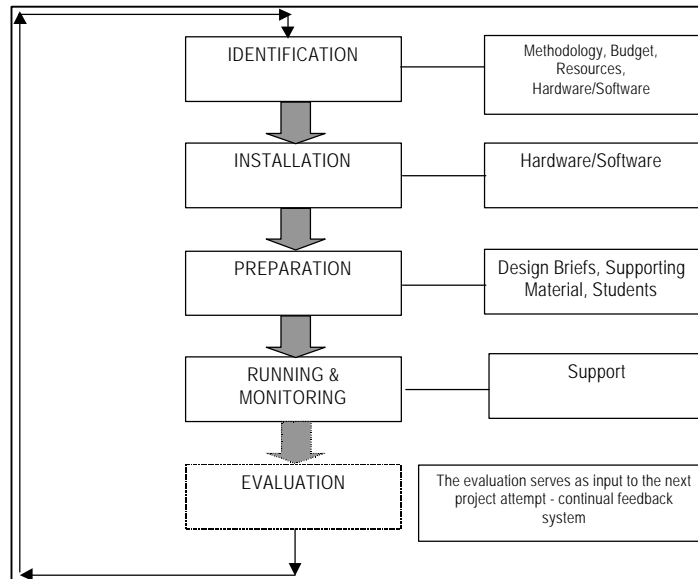 IDENTIFICATION
Methodology, Budget,
Resources,
Hardware/Software
INSTALLATION
Hardware/Software
PREPARATION
Design Briefs, Supporting
Material, Students
RUNNING &
MONITORING
Support
EVALUATION
The evaluation serves as input to the next
project attempt - continual feedback
system